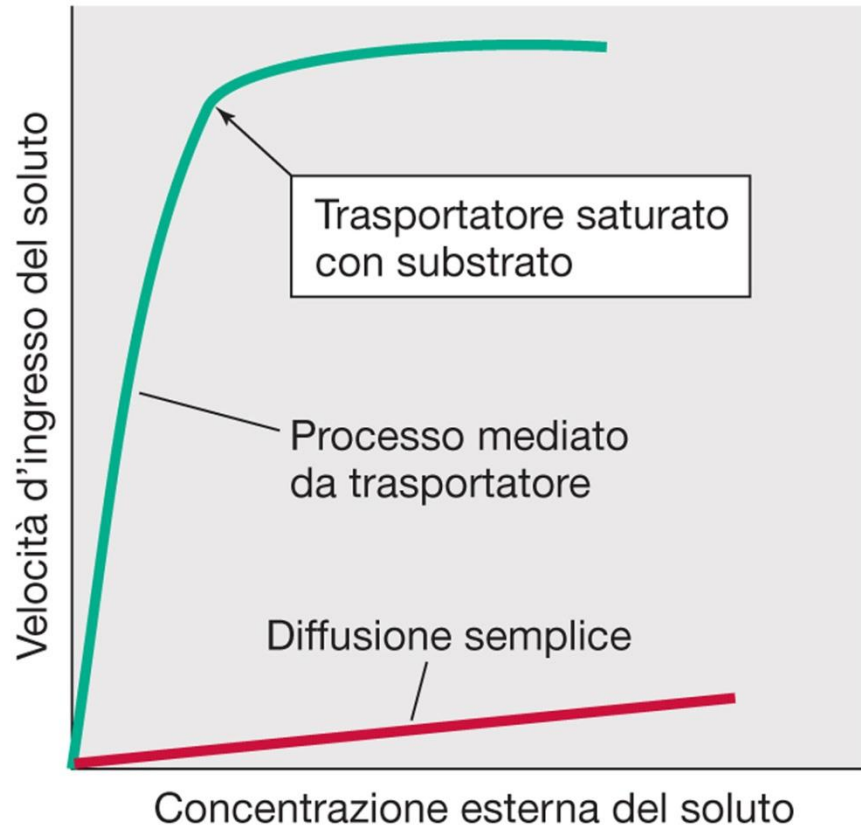 Velocità d'ingresso del soluto
Trasportatore saturato
con substrato
Processo mediato
da trasportatore
Diffusione semplice
Concentrazione esterna del soluto